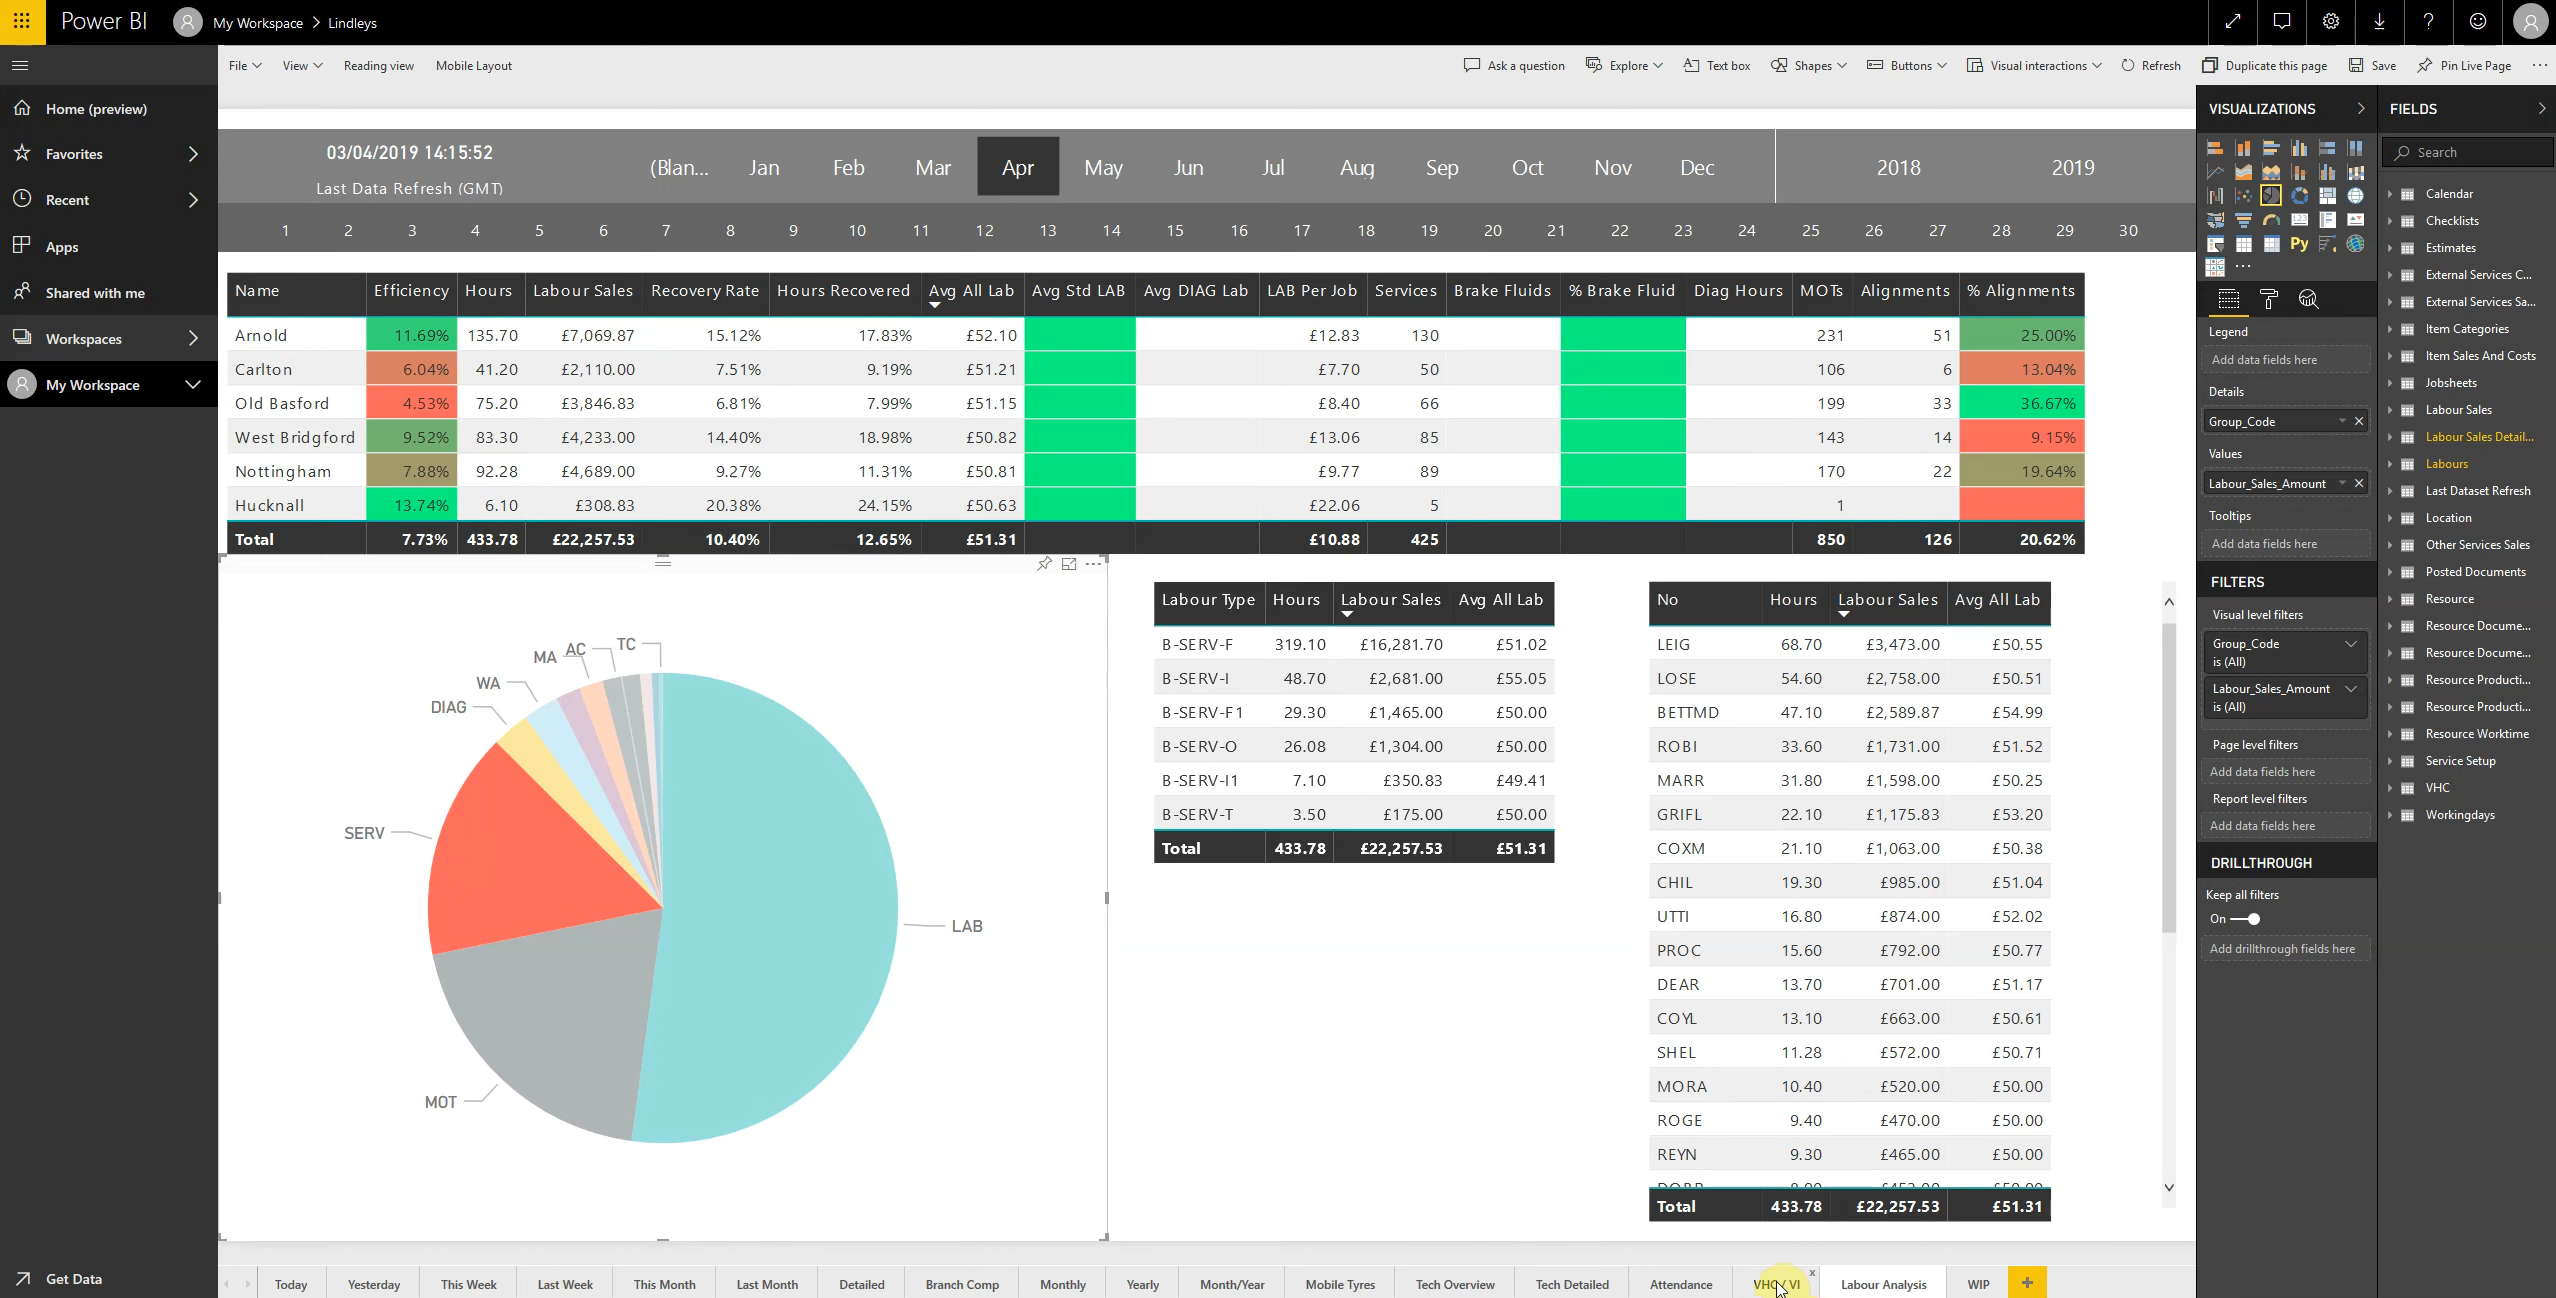 Power BI My Workspace > Lindleys
File View Reading view Mobile Layout Ask a question Explore Text box Shapes Buttons Visual interactions Refresh Duplicate this page Save Pin Live Page
Home (preview)
Favorites
Recent
Apps
Shared with me
Workspaces
My Workspace
Get Data
03/04/2019 14:15:52
Last Data Refresh (GMT)
(Blan... Jan Feb Mar Apr May Jun Jul Aug Sep Oct Nov Dec 2018 2019
1 2 3 4 5 6 7 8 9 10 11 12 13 14 15 16 17 18 19 20 21 22 23 24 25 26 27 28 29 30
Name Efficiency Hours Labour Sales Recovery Rate Hours Recovered Avg All Lab Avg Std LAB Avg DIAG Lab LAB Per Job Services Brake Fluids % Brake Fluid Diag Hours MOTs Alignments % Alignments
Arnold 11.69% 135.70 £7,069.87 15.12% 17.83% £52.10 £12.83 130 231 51 25.00%
Carlton 6.04% 41.20 £2,110.00 7.51% 9.19% £51.21 £7.70 50 106 6 13.04%
Old Basford 4.53% 75.20 £3,846.83 6.81% 7.99% £51.15 £8.40 66 199 33 36.67%
West Bridgford 9.52% 83.30 £4,233.00 14.40% 18.98% £50.82 £13.06 85 143 14 9.15%
Nottingham 7.88% 92.28 £4,689.00 9.27% 11.31% £50.81 £9.77 89 170 22 19.64%
Hucknall 13.74% 6.10 £308.83 20.38% 24.15% £50.63 £22.06 5 1
Total 7.73% 433.78 £22,257.53 10.40% 12.65% £51.31 £10.88 425 850 126 20.62%
TC
AC
MA
WA
DIAG
SERV
LAB
MOT
Labour Type Hours Labour Sales Avg All Lab
B-SERV-F 319.10 £16,281.70 £51.02
B-SERV-I 48.70 £2,681.00 £55.05
B-SERV-F1 29.30 £1,465.00 £50.00
B-SERV-O 26.08 £1,304.00 £50.00
B-SERV-I1 7.10 £350.83 £49.41
B-SERV-T 3.50 £175.00 £50.00
Total 433.78 £22,257.53 £51.31
No Hours Labour Sales Avg All Lab
LEIG 68.70 £3,473.00 £50.55
LOSE 54.60 £2,758.00 £50.51
BETTMD 47.10 £2,589.87 £54.99
ROBI 33.60 £1,731.00 £51.52
MARR 31.80 £1,598.00 £50.25
GRIFL 22.10 £1,175.83 £53.20
COXM 21.10 £1,063.00 £50.38
CHIL 19.30 £985.00 £51.04
UTTI 16.80 £874.00 £52.02
PROC 15.60 £792.00 £50.77
DEAR 13.70 £701.00 £51.17
COYL 13.10 £663.00 £50.61
SHEL 11.28 £572.00 £50.71
MORA 10.40 £520.00 £50.00
ROGE 9.40 £470.00 £50.00
REYN 9.30 £465.00 £50.00
Total 433.78 £22,257.53 £51.31
Today Yesterday This Week Last Week This Month Last Month Detailed Branch Comp Monthly Yearly Month/Year Mobile Tyres Tech Overview Tech Detailed Attendance VHC / VI x Labour Analysis WIP +
VISUALIZATIONS
123
Py
Legend
Add data fields here
Details
Group_Code
Values
Labour_Sales_Amount
Tooltips
Add data fields here
FILTERS
Visual level filters
Group_Code
is (All)
Labour_Sales_Amount
is (All)
Page level filters
Add data fields here
Report level filters
Add data fields here
DRILLTHROUGH
Keep all filters
On
Add drillthrough fields here
FIELDS
Search
Calendar
Checklists
Estimates
External Services C...
External Services Sa...
Item Categories
Item Sales And Costs
Jobsheets
Labour Sales
Labour Sales Detail...
Labours
Last Dataset Refresh
Location
Other Services Sales
Posted Documents
Resource
Resource Docume...
Resource Docume...
Resource Producti...
Resource Producti...
Resource Worktime
Service Setup
VHC
Workingdays